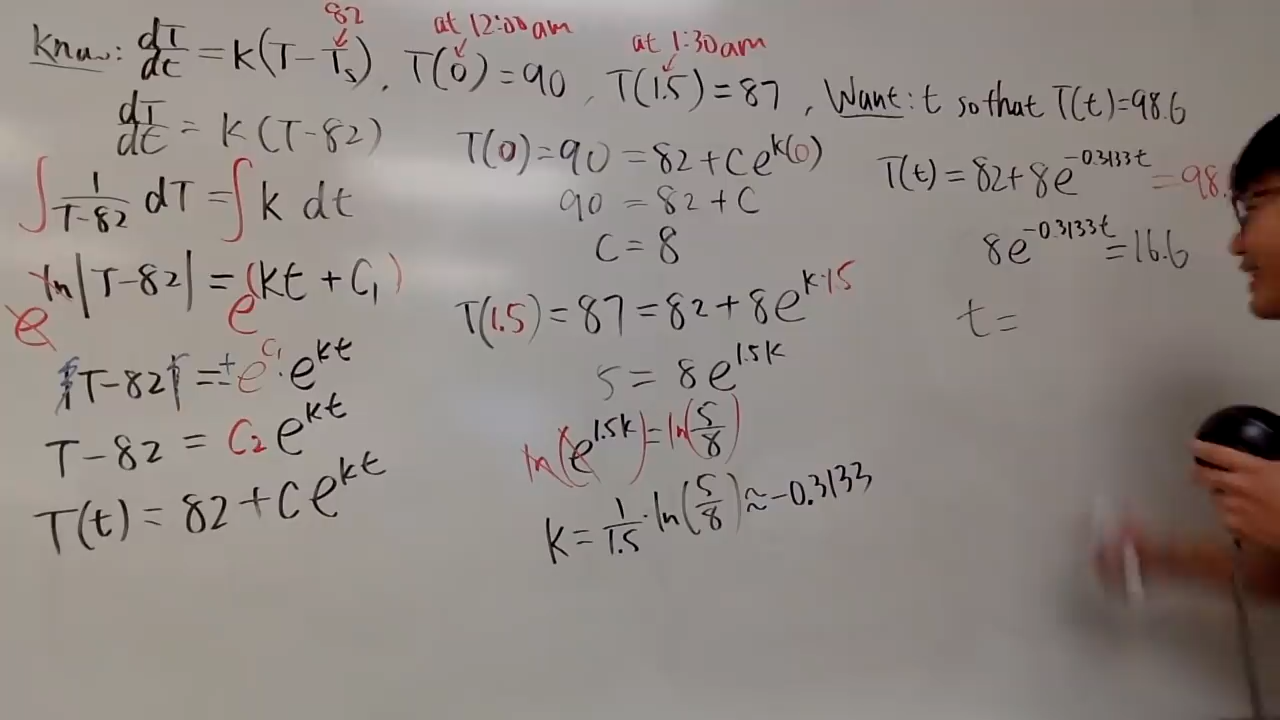 Know: dT/dt = K(T-Ts), T(0) = 90, T(1.5) = 87, Want: t so that T(t)=98.6
82
at 12:00 am
at 1:30 am
dT/dt = K(T-82)
∫ 1/(T-82) dT = ∫ k dt
e ln|T-82| = e (kt + C₁)
|T-82| = ± e^C₁ · e^kt
T-82 = C₂ e^kt
T(t) = 82 + C e^kt
T(0) = 90 = 82 + C e^k(0)
90 = 82 + C
C = 8
T(1.5) = 87 = 82 + 8e^k·1.5
5 = 8e^1.5k
ln(e^1.5k) = ln(5/8)
K = 1/1.5 · ln(5/8) ≈ -0.3133
T(t) = 82 + 8e^-0.3133t = 98.
8e^-0.3133t = 16.6
t =